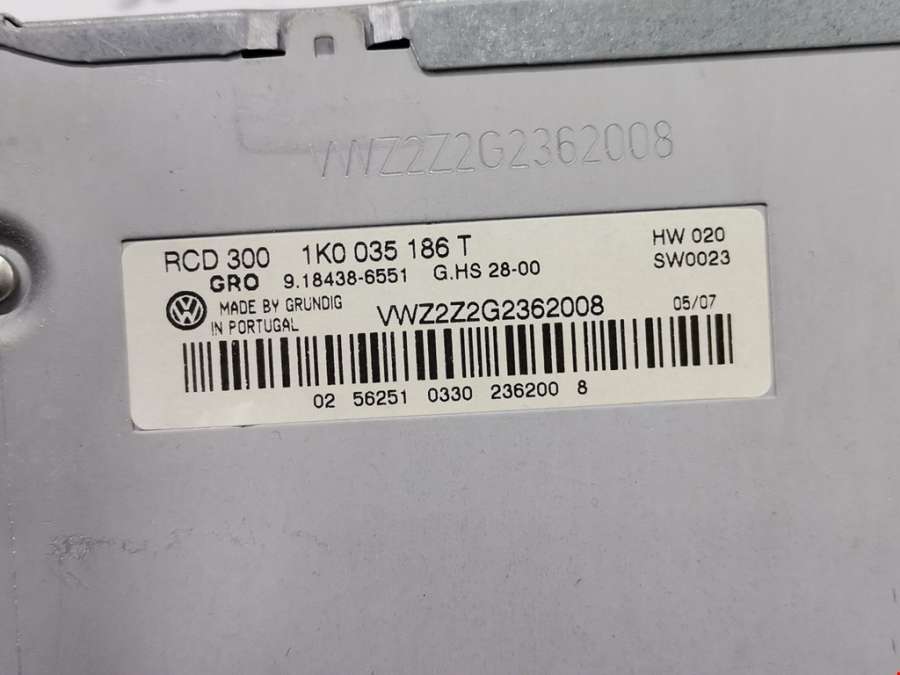 VWZ2Z2G2362008
RCD 300 1K0 035 186 T HW 020
GRO 9.18438-6551 G.HS 28-00 SW0023
MADE BY GRUNDIG VWZ2Z2G2362008 05/07
IN PORTUGAL
02 56251 0330 236200 8